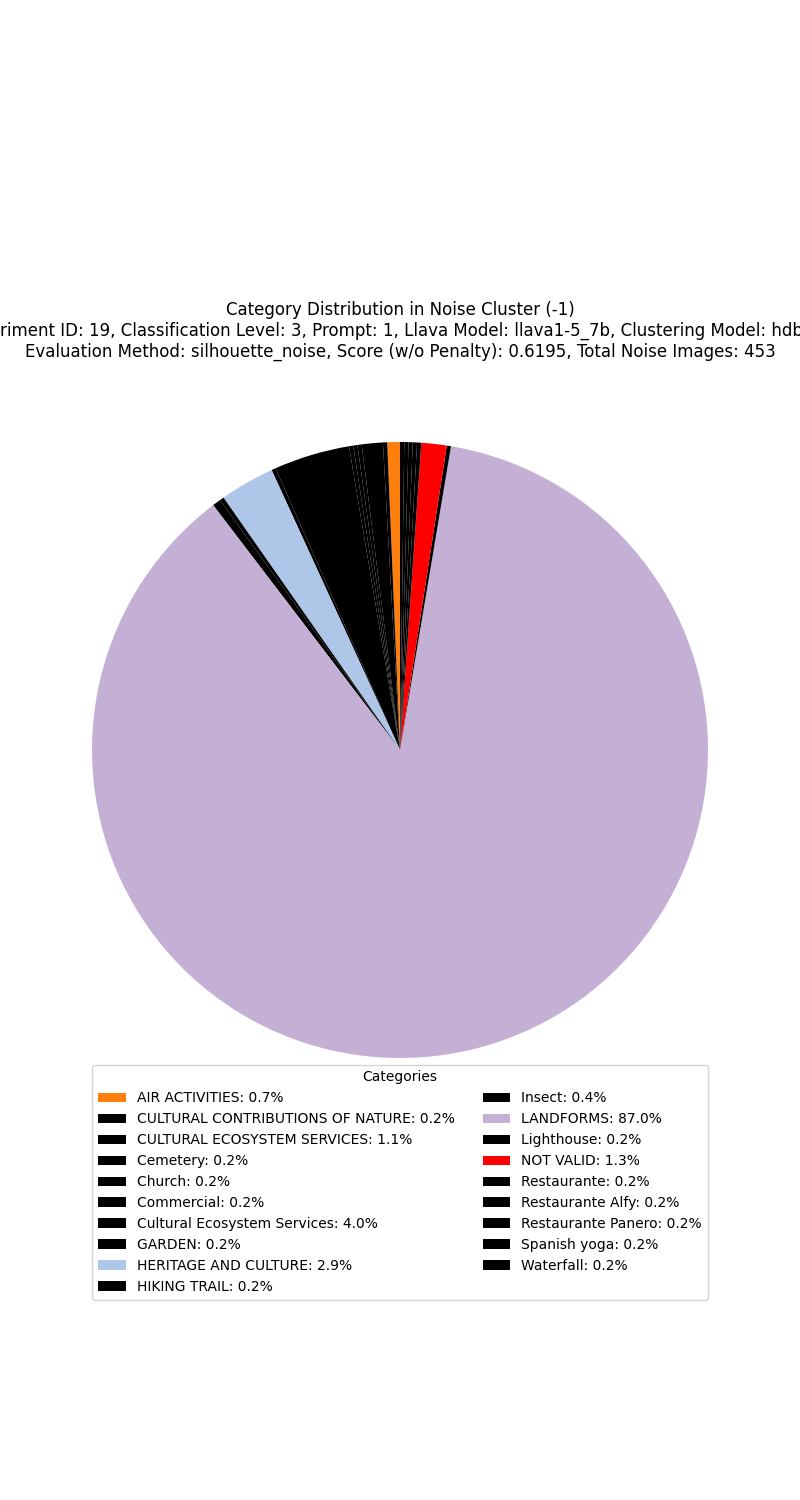 Category Distribution in Noise Cluster (-1)
riment ID: 19, Classification Level: 3, Prompt: 1, Llava Model: llava1-5_7b, Clustering Model: hdb
Evaluation Method: silhouette_noise, Score (w/o Penalty): 0.6195, Total Noise Images: 453
Categories
AIR ACTIVITIES: 0.7%
CULTURAL CONTRIBUTIONS OF NATURE: 0.2%
CULTURAL ECOSYSTEM SERVICES: 1.1%
Cemetery: 0.2%
Church: 0.2%
Commercial: 0.2%
Cultural Ecosystem Services: 4.0%
GARDEN: 0.2%
HERITAGE AND CULTURE: 2.9%
HIKING TRAIL: 0.2%
Insect: 0.4%
LANDFORMS: 87.0%
Lighthouse: 0.2%
NOT VALID: 1.3%
Restaurante: 0.2%
Restaurante Alfy: 0.2%
Restaurante Panero: 0.2%
Spanish yoga: 0.2%
Waterfall: 0.2%